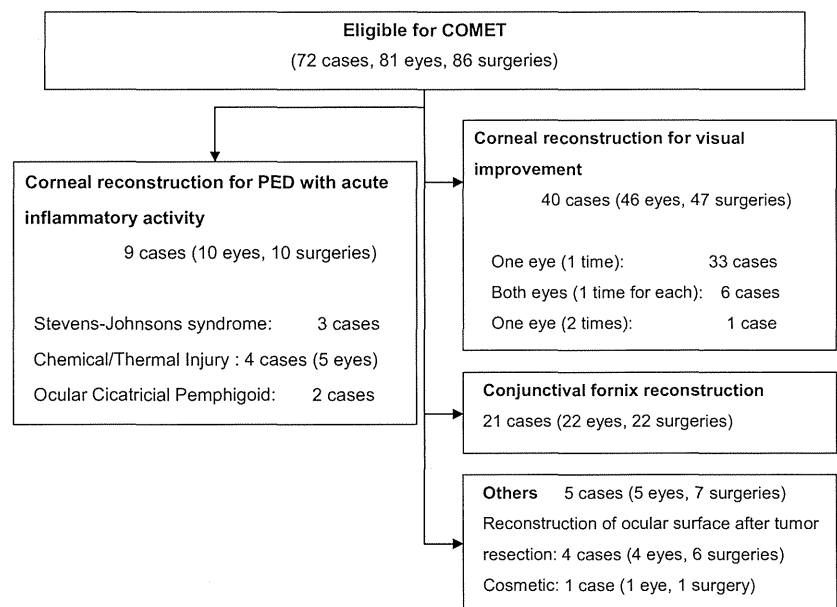 Eligible for COMET
(72 cases, 81 eyes, 86 surgeries)
Corneal reconstruction for PED with acute
inflammatory activity
9 cases (10 eyes, 10 surgeries)
Stevens-Johnsons syndrome: 3 cases
Chemical/Thermal Injury : 4 cases (5 eyes)
Ocular Cicatricial Pemphigoid: 2 cases
Corneal reconstruction for visual
improvement
40 cases (46 eyes, 47 surgeries)
One eye (1 time): 33 cases
Both eyes (1 time for each): 6 cases
One eye (2 times): 1 case
Conjunctival fornix reconstruction
21 cases (22 eyes, 22 surgeries)
Others 5 cases (5 eyes, 7 surgeries)
Reconstruction of ocular surface after tumor
resection: 4 cases (4 eyes, 6 surgeries)
Cosmetic: 1 case (1 eye, 1 surgery)